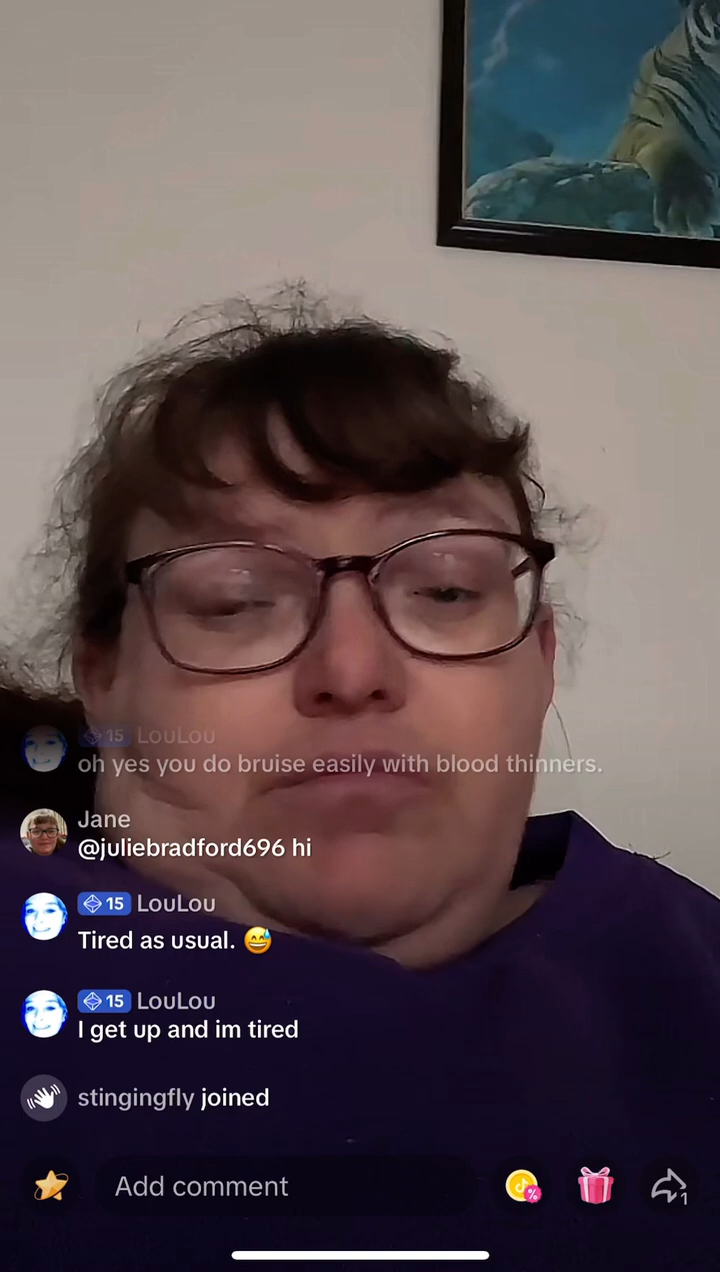 15 LouLou
oh yes you do bruise easily with blood thinners.
Jane
@juliebradford696 hi
15 LouLou
Tired as usual. 😅
15 LouLou
I get up and im tired
stingingfly joined
Add comment
%
1